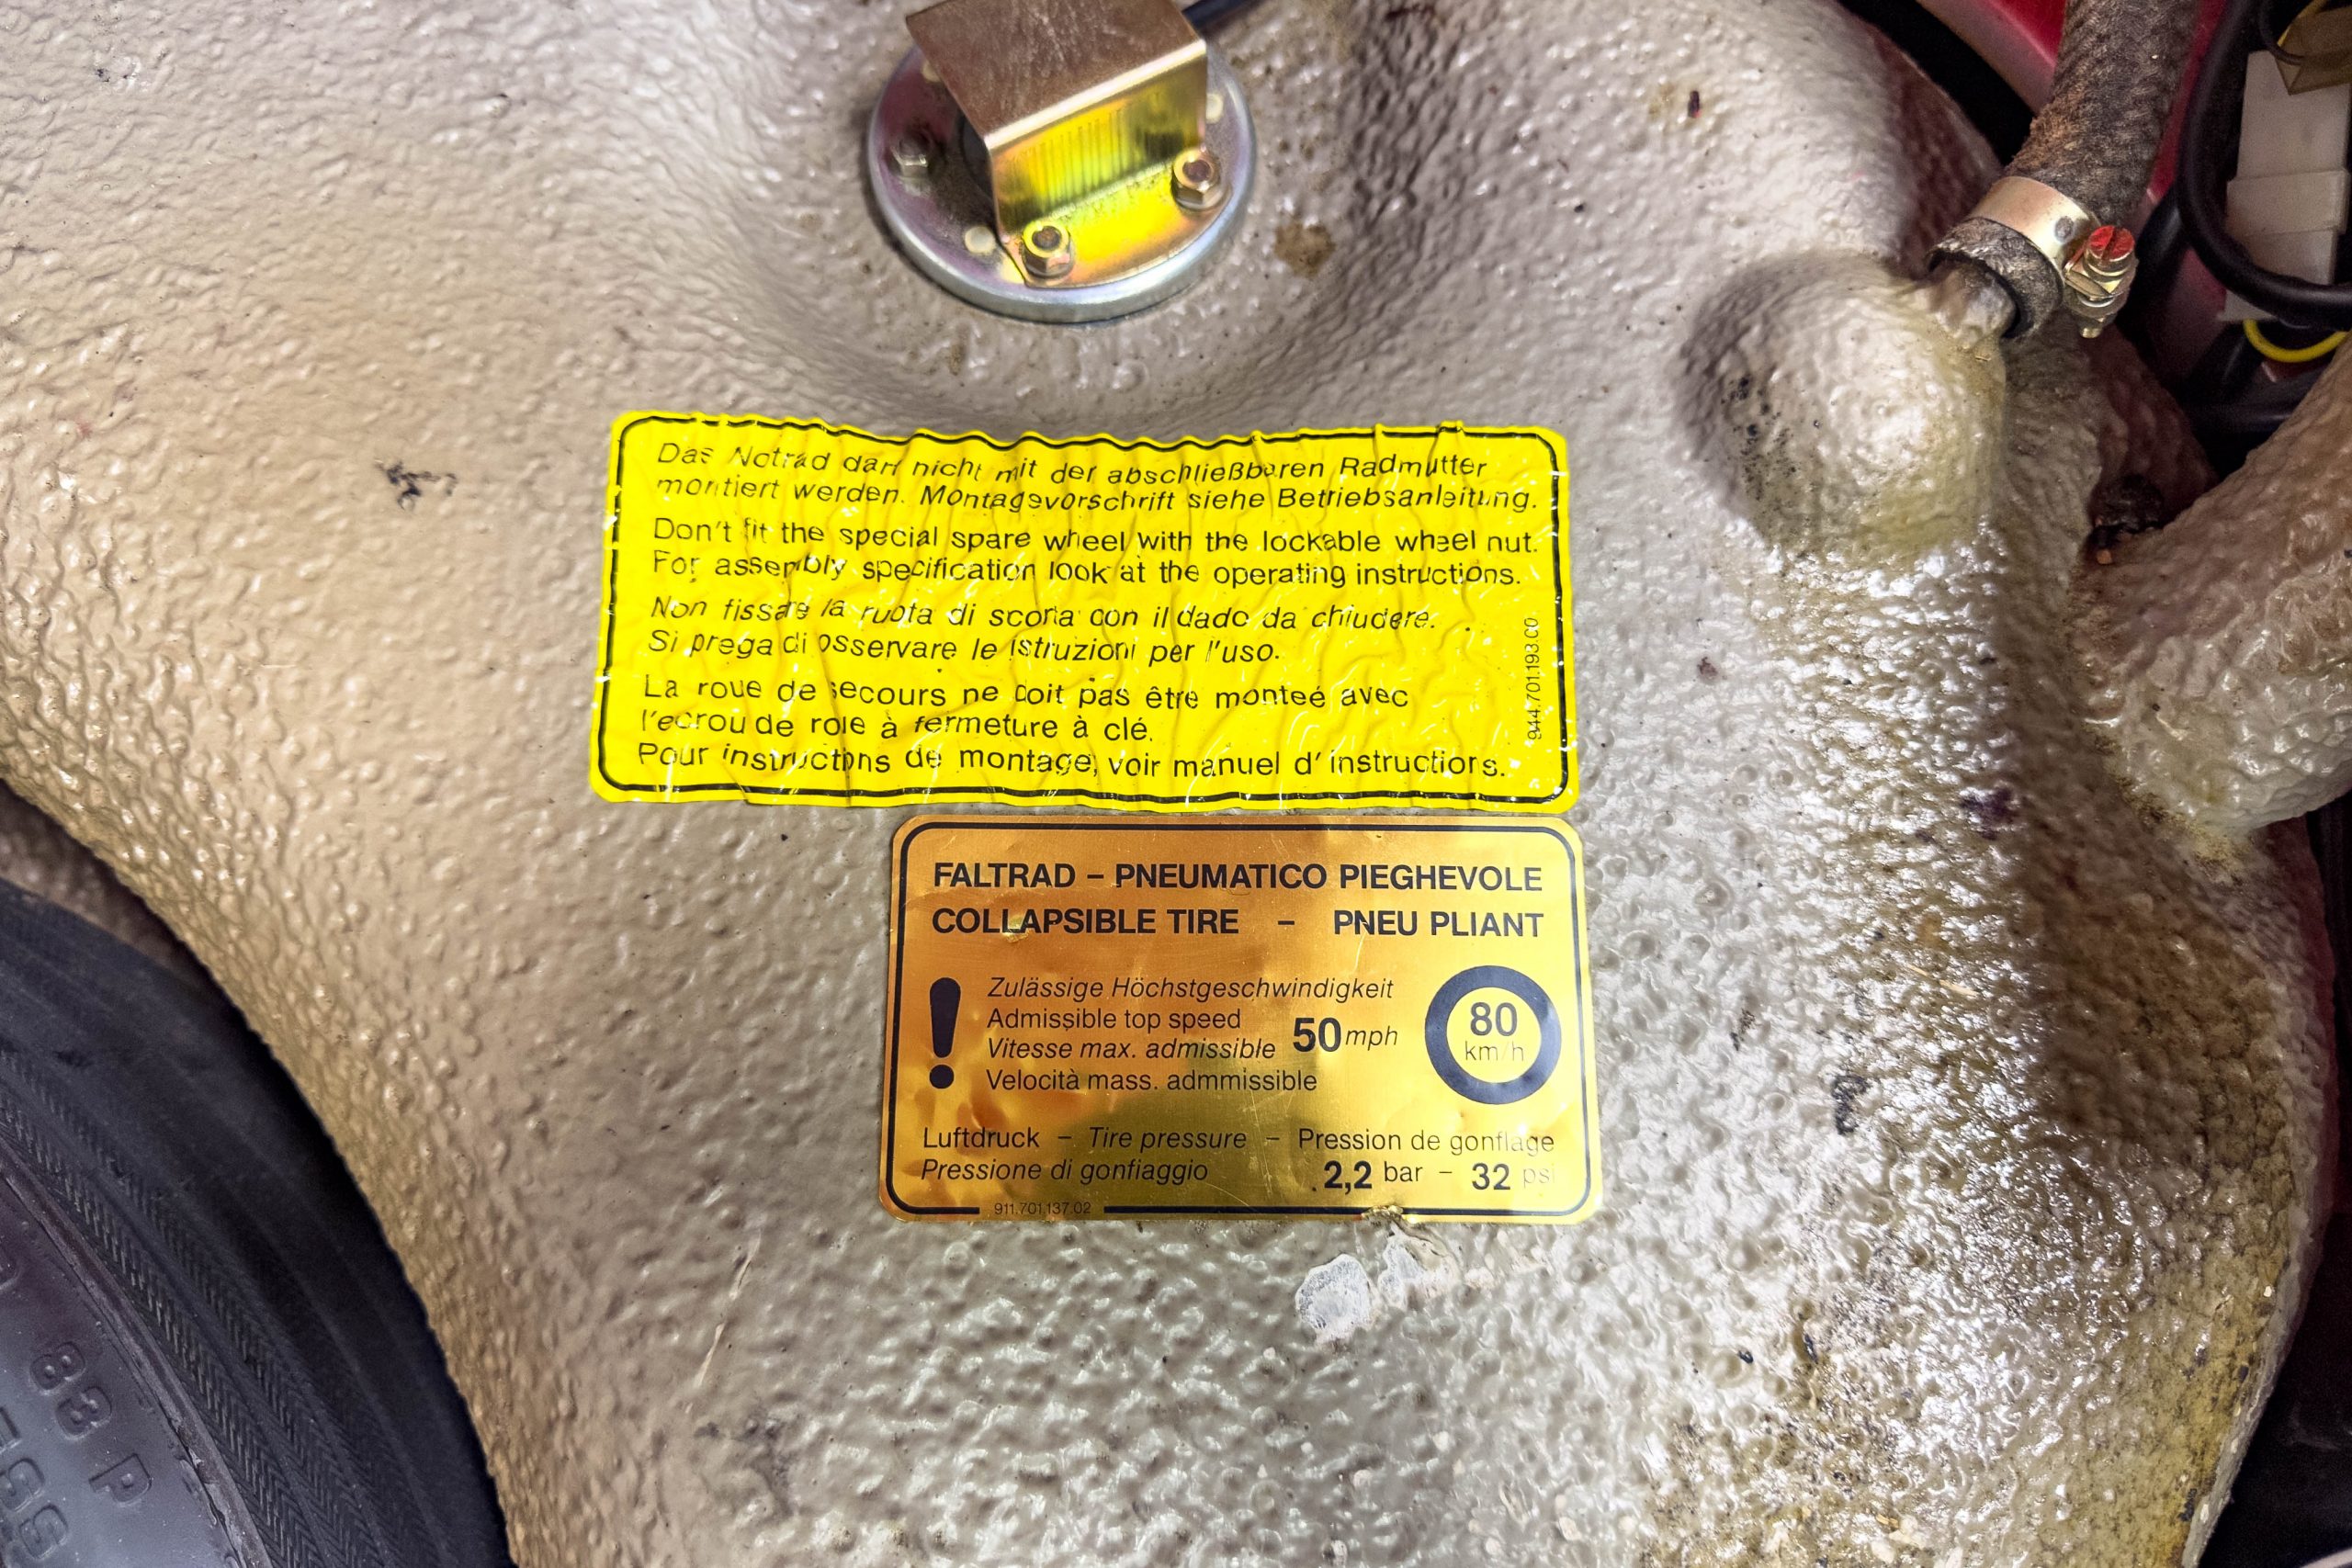 Das Notrad darf nicht mit der abschließbaren Radmutter
montiert werden. Montagevorschrift siehe Betriebsanleitung.
Don't fit the special spare wheel with the lockable wheel nut.
For assembly specification look at the operating instructions.
Non fissare la ruota di scorta con il dado da chiudere.
Si prega di osservare le istruzioni per l'uso.
La roue de secours ne doit pas être monteé avec
l'ecrou de roie à fermeture à clé.
Pour instructions de montage, voir manuel d'instructions.
944.701.193.00
FALTRAD – PNEUMATICO PIEGHEVOLE
COLLAPSIBLE TIRE – PNEU PLIANT
!
Zulässige Höchstgeschwindigkeit
Admissible top speed
Vitesse max. admissible
Velocità mass. admmissible
50 mph
80
km/h
Luftdruck – Tire pressure – Pression de gonflage
Pressione di gonfiaggio 2,2 bar – 32 psi
911.701.137.02
83 P